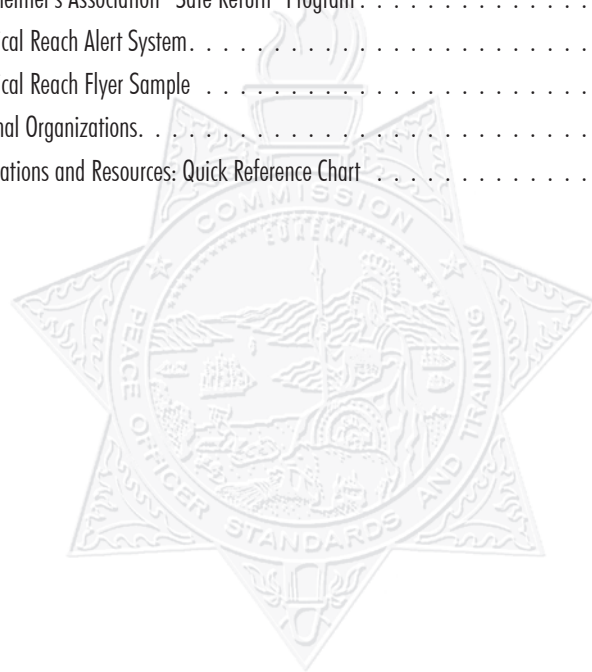 eimer's Association "Safe Return" Program . . . . . . . . . . . . . . .
cal Reach Alert System. . . . . . . . . . . . . . . . . . . . . . . . .
cal Reach Flyer Sample . . . . . . . . . . . . . . . . . . . . . . . .
nal Organizations. . . . . . . . . . . . . . . . . . . . . . . . . . . .
ations and Resources: Quick Reference Chart . . . . . . . . . . . . .
COMMISSION
EUREKA
PEACE OFFICER STANDARDS AND TRAINING